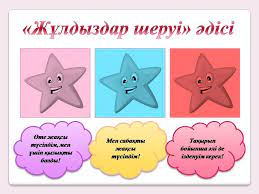 «Жұлдыздар шеруі» әдісі
Өте жақсы
түсіндім, мен
үшін қызықты
болды!
Мен сабақты
жақсы
түсіндім!
Тақырып
бойынша әлі де
ізденуім керек!